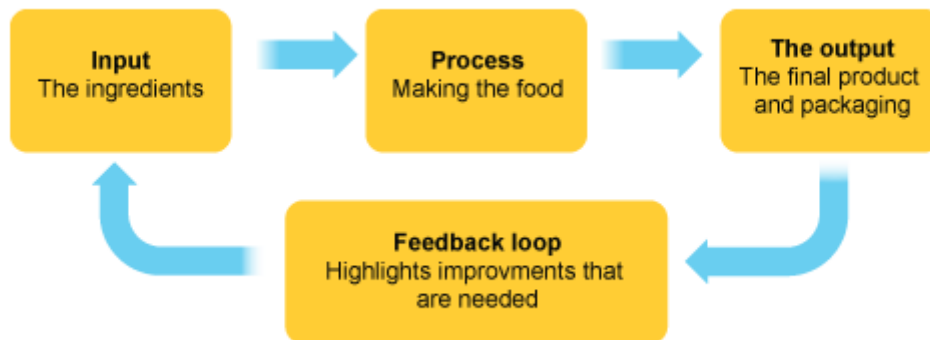 Input
The ingredients
Process
Making the food
The output
The final product
and packaging
Feedback loop
Highlights improvments that
are needed